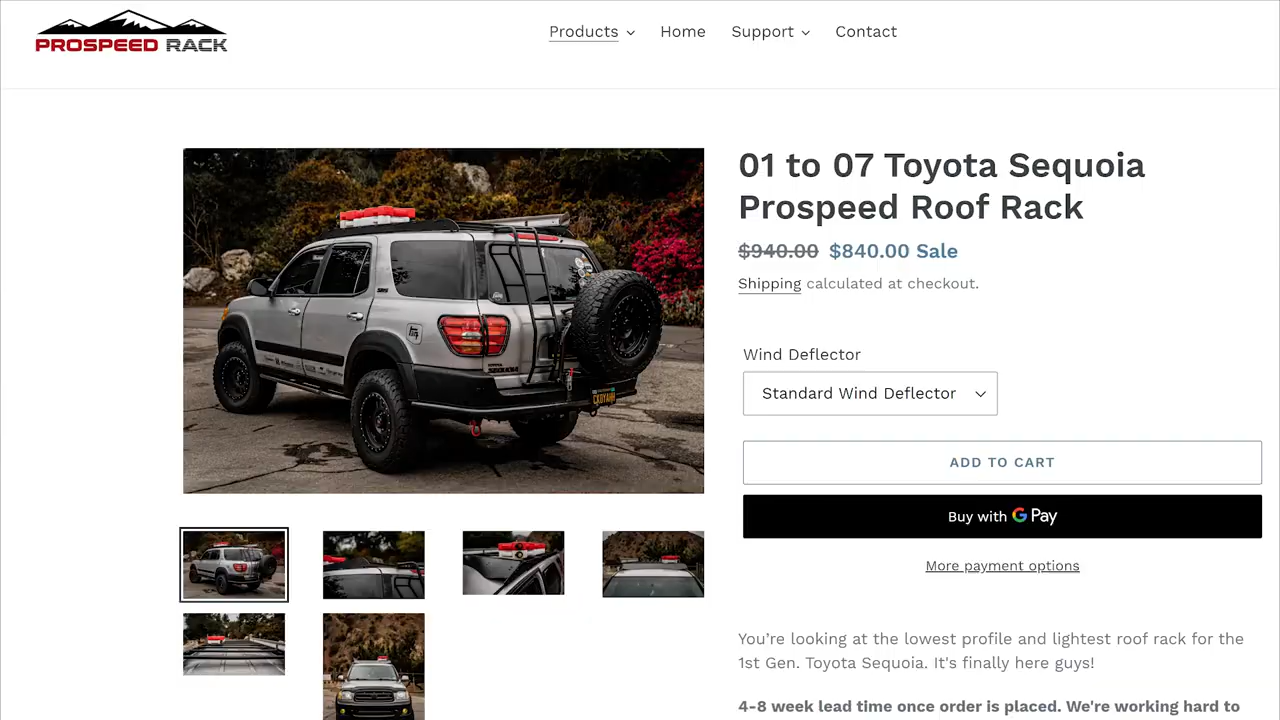 PROSPEED RACK
Products
Home
Support
Contact
01 to 07 Toyota Sequoia
Prospeed Roof Rack
$940.00 $840.00 Sale
Shipping calculated at checkout.
Wind Deflector
Standard Wind Deflector
ADD TO CART
Buy with G Pay
More payment options
You’re looking at the lowest profile and lightest roof rack for the
1st Gen. Toyota Sequoia. It's finally here guys!
4-8 week lead time once order is placed. We're working hard to